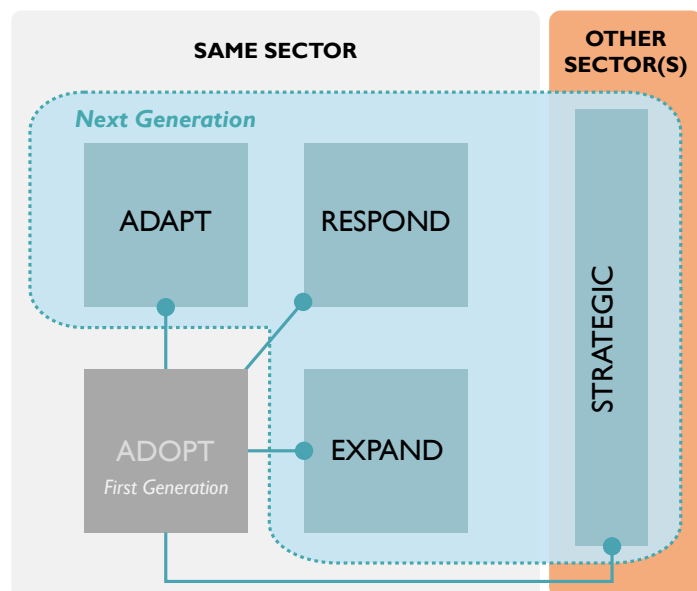 SAME SECTOR
OTHER
SECTOR(S)
Next Generation
ADAPT
RESPOND
STRATEGIC
ADOPT
First Generation
EXPAND